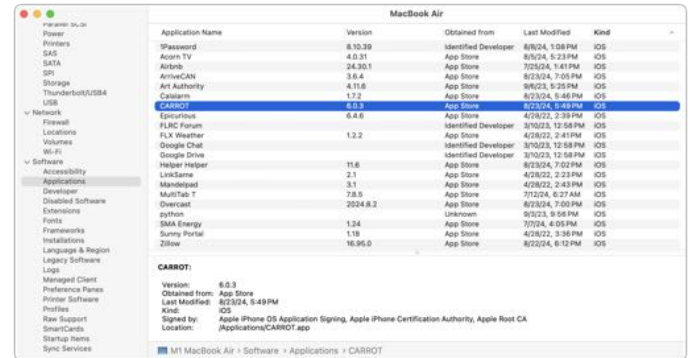 MacBook Air
Parallel SCSI
Power
Printers
SAS
SATA
SPI
Storage
Thunderbolt/USB4
USB
Network
Firewall
Locations
Volumes
Wi-Fi
Software
Accessibility
Applications
Developer
Disabled Software
Extensions
Fonts
Frameworks
Installations
Language & Region
Legacy Software
Logs
Managed Client
Preference Panes
Printer Software
Profiles
Raw Support
SmartCards
Startup Items
Sync Services
Application Name Version Obtained from Last Modified Kind
1Password 8.10.39 Identified Developer 8/8/24, 1:08 PM iOS
Acorn TV 4.0.31 App Store 8/5/24, 5:23 PM iOS
Airbnb 24.30.1 App Store 7/25/24, 1:41 PM iOS
ArriveCAN 3.6.4 App Store 8/23/24, 7:05 PM iOS
Art Authority 4.11.6 App Store 9/6/23, 5:25 PM iOS
Calalarm 1.7.2 App Store 8/23/24, 5:46 PM iOS
CARROT 6.0.3 App Store 8/23/24, 5:49 PM iOS
Epicurious 6.4.6 App Store 4/28/22, 2:39 PM iOS
FLRC Forum Identified Developer 3/10/23, 12:58 PM iOS
FLX Weather 1.2.2 App Store 4/28/22, 2:41 PM iOS
Google Chat Identified Developer 3/10/23, 12:58 PM iOS
Google Drive Identified Developer 3/10/23, 12:58 PM iOS
Helper Helper 11.6 App Store 8/23/24, 7:02 PM iOS
LinkSame 2.1 App Store 4/28/22, 2:23 PM iOS
Mandelpad 3.1 App Store 4/28/22, 2:43 PM iOS
MultiTab T 7.8.5 App Store 7/12/24, 6:27 AM iOS
Overcast 2024.8.2 App Store 8/23/24, 7:00 PM iOS
python Unknown 9/3/23, 9:56 PM iOS
SMA Energy 1.24 App Store 7/7/24, 4:05 PM iOS
Sunny Portal 1.18 App Store 4/28/22, 3:36 PM iOS
Zillow 16.95.0 App Store 8/22/24, 6:12 PM iOS
CARROT:
Version: 6.0.3
Obtained from: App Store
Last Modified: 8/23/24, 5:49 PM
Kind: iOS
Signed by: Apple iPhone OS Application Signing, Apple iPhone Certification Authority, Apple Root CA
Location: /Applications/CARROT.app
M1 MacBook Air › Software › Applications › CARROT